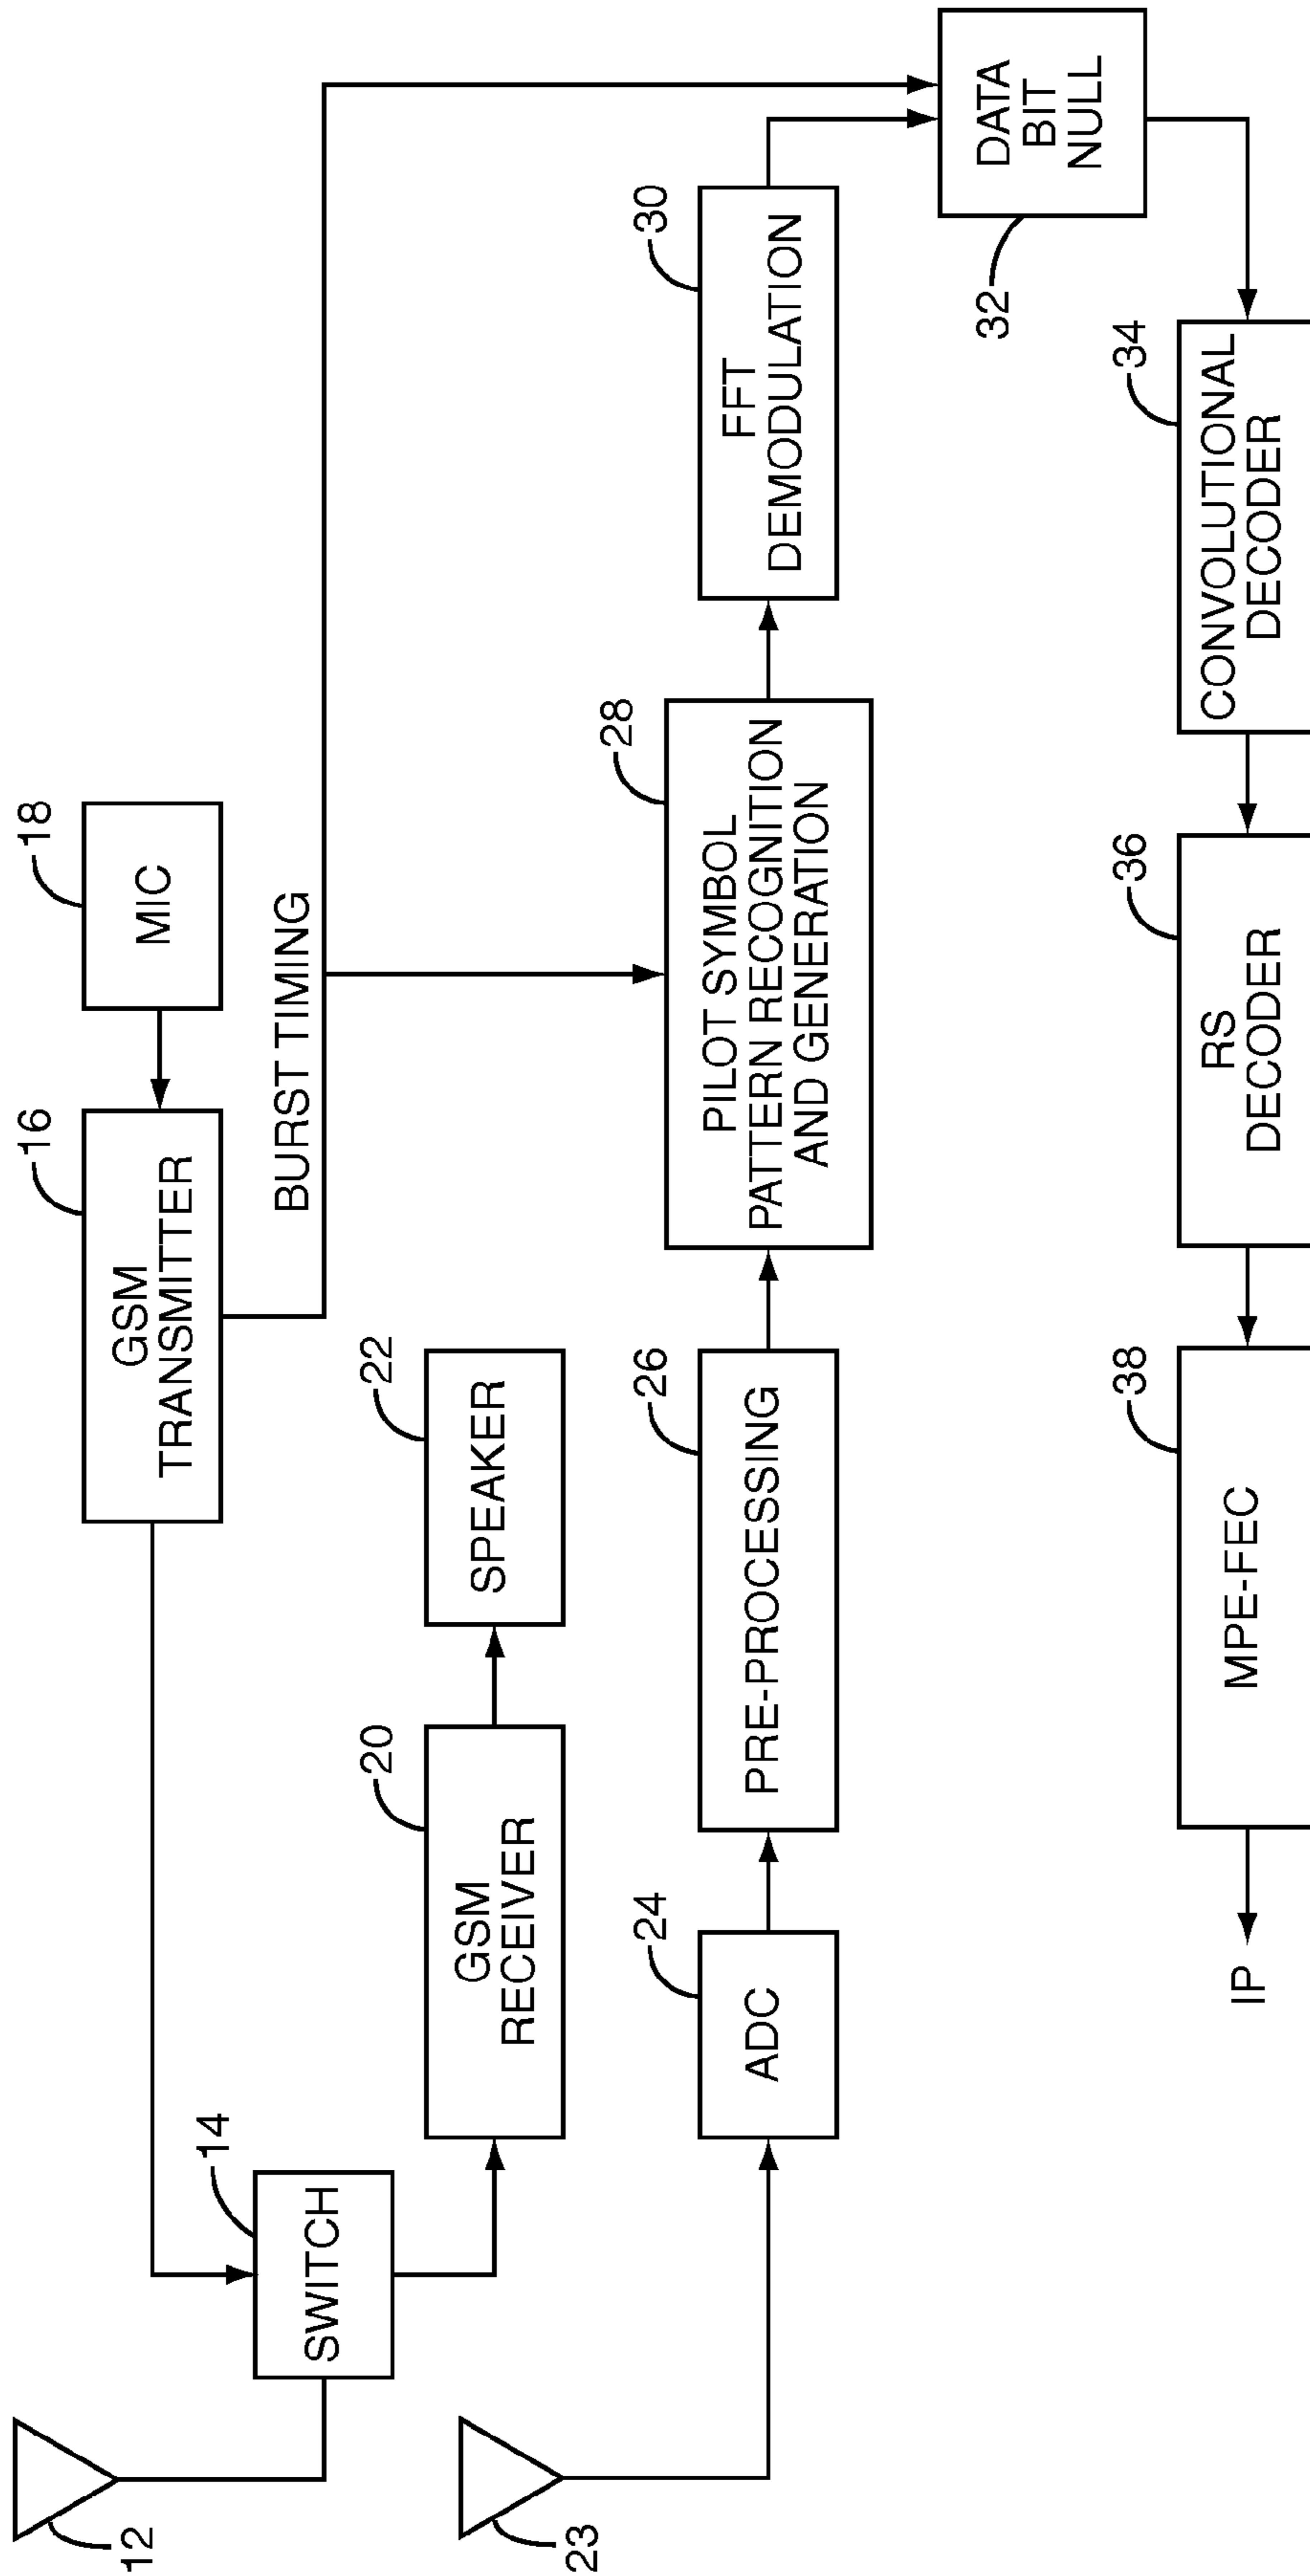 12
14
SWITCH
16
GSM
TRANSMITTER
18
MIC
BURST TIMING
20
GSM
RECEIVER
22
SPEAKER
23
24
ADC
26
PRE-PROCESSING
28
PILOT SYMBOL
PATTERN RECOGNITION
AND GENERATION
30
FFT
DEMODULATION
DATA
BIT
NULL
32
34
CONVOLUTIONAL
DECODER
36
RS
DECODER
38
MPE-FEC
IP